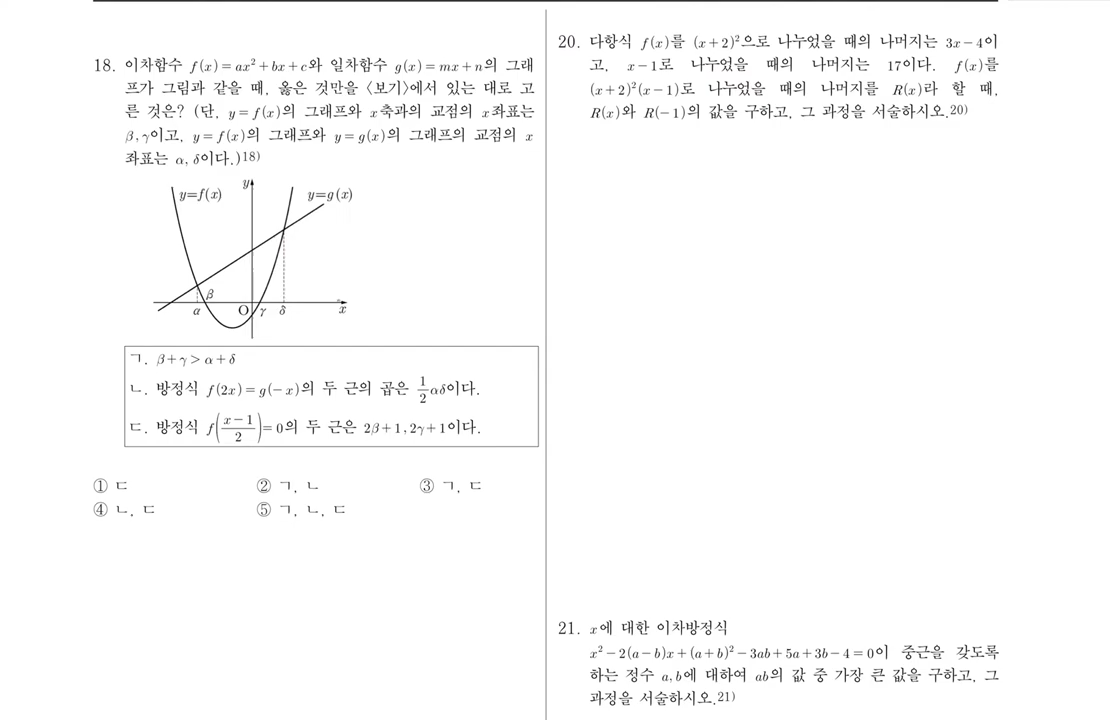 18. 이차함수 f(x)=ax²+bx+c와 일차함수 g(x)=mx+n의 그래
프가 그림과 같을 때, 옳은 것만을 〈보기〉에서 있는 대로 고
른 것은? (단, y=f(x)의 그래프와 x축과의 교점의 x좌표는
β, γ이고, y=f(x)의 그래프와 y=g(x)의 그래프의 교점의 x
좌표는 α, δ이다.)18)
y
y=f(x)
y=g(x)
β
α
O
γ
δ
x
ㄱ. β+γ>α+δ
ㄴ. 방정식 f(2x)=g(-x)의 두 근의 곱은 1/2αδ이다.
ㄷ. 방정식 f((x-1)/2)=0의 두 근은 2β+1, 2γ+1이다.
① ㄷ ② ㄱ, ㄴ ③ ㄱ, ㄷ
④ ㄴ, ㄷ ⑤ ㄱ, ㄴ, ㄷ
20. 다항식 f(x)를 (x+2)²으로 나누었을 때의 나머지는 3x-4이
고, x-1로 나누었을 때의 나머지는 17이다. f(x)를
(x+2)²(x-1)로 나누었을 때의 나머지를 R(x)라 할 때,
R(x)와 R(-1)의 값을 구하고, 그 과정을 서술하시오.20)
21. x에 대한 이차방정식
x²-2(a-b)x+(a+b)²-3ab+5a+3b-4=0이 중근을 갖도록
하는 정수 a, b에 대하여 ab의 값 중 가장 큰 값을 구하고, 그
과정을 서술하시오.21)